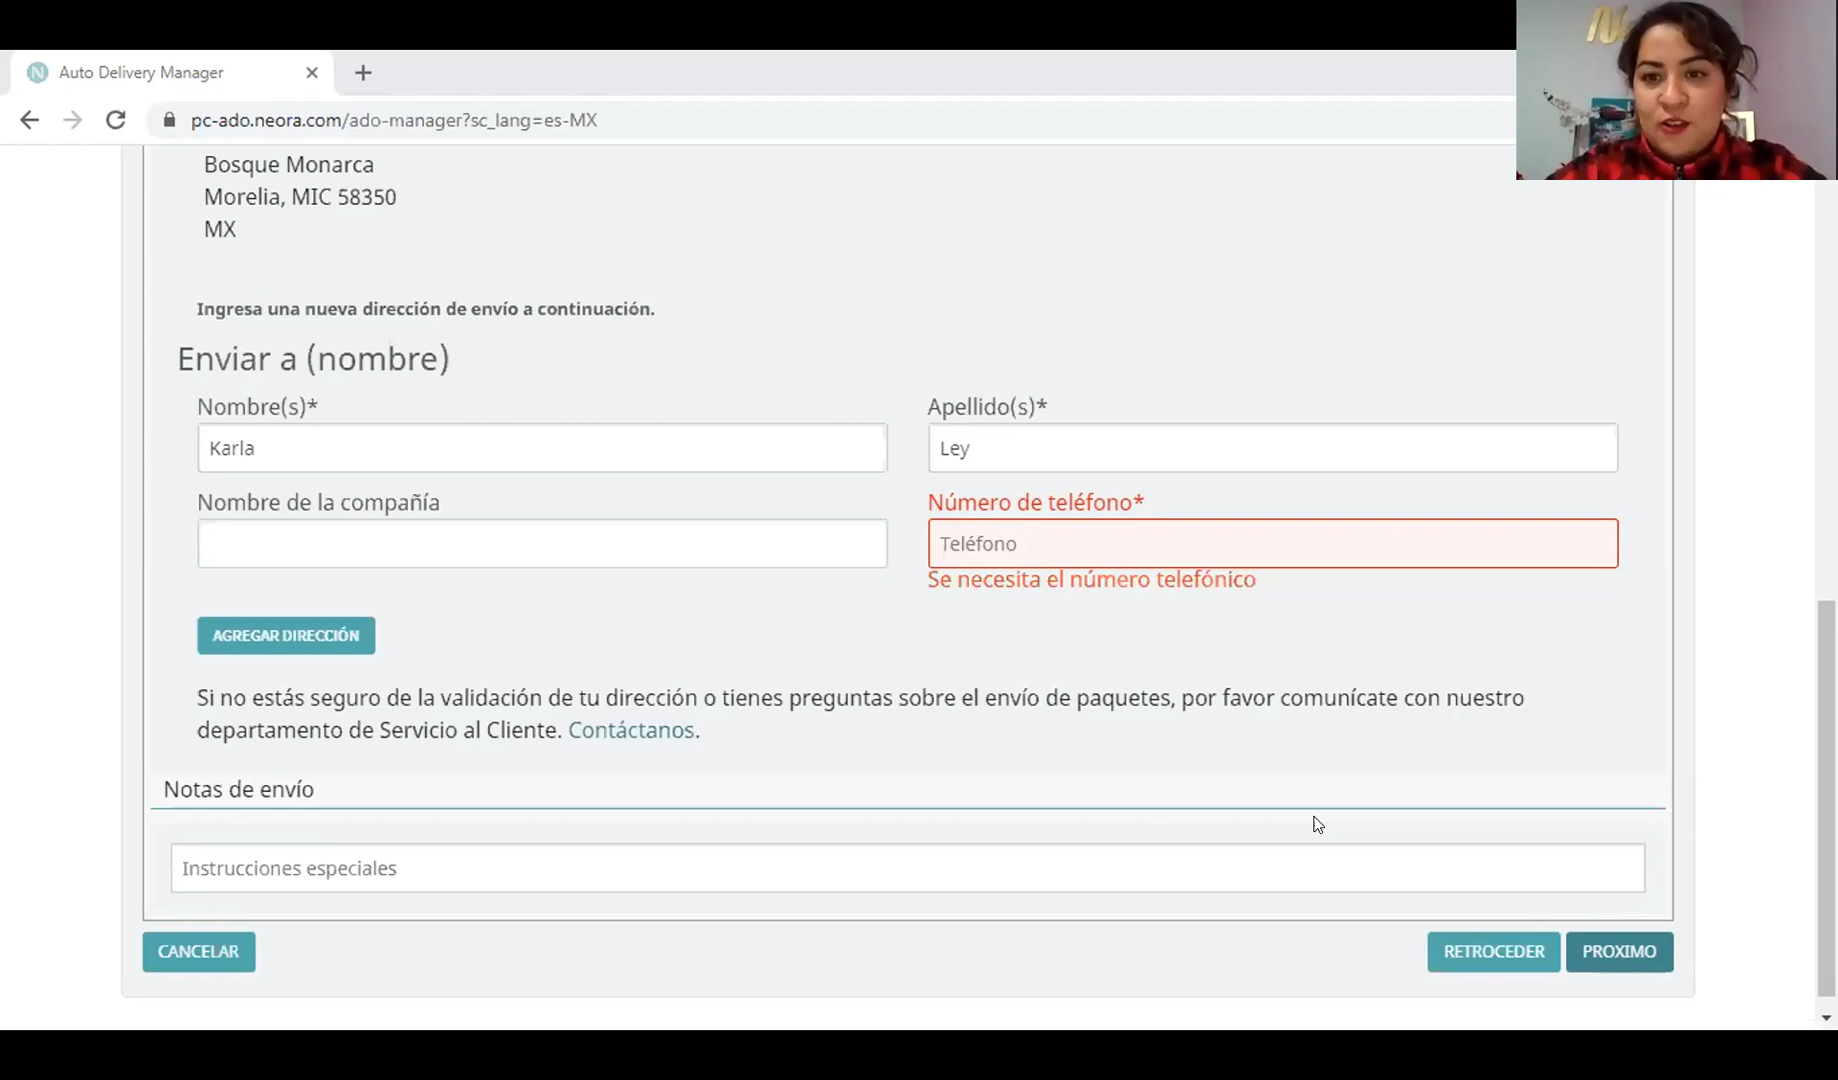 Auto Delivery Manager
pc-ado.neora.com/ado-manager?sc_lang=es-MX
Bosque Monarca
Morelia, MIC 58350
MX
Ingresa una nueva dirección de envío a continuación.
Enviar a (nombre)
Nombre(s)*
Apellido(s)*
Karla
Ley
Nombre de la compañía
Número de teléfono*
Teléfono
Se necesita el número telefónico
AGREGAR DIRECCIÓN
Si no estás seguro de la validación de tu dirección o tienes preguntas sobre el envío de paquetes, por favor comunícate con nuestro
departamento de Servicio al Cliente. Contáctanos.
Notas de envío
Instrucciones especiales
CANCELAR
RETROCEDER
PROXIMO